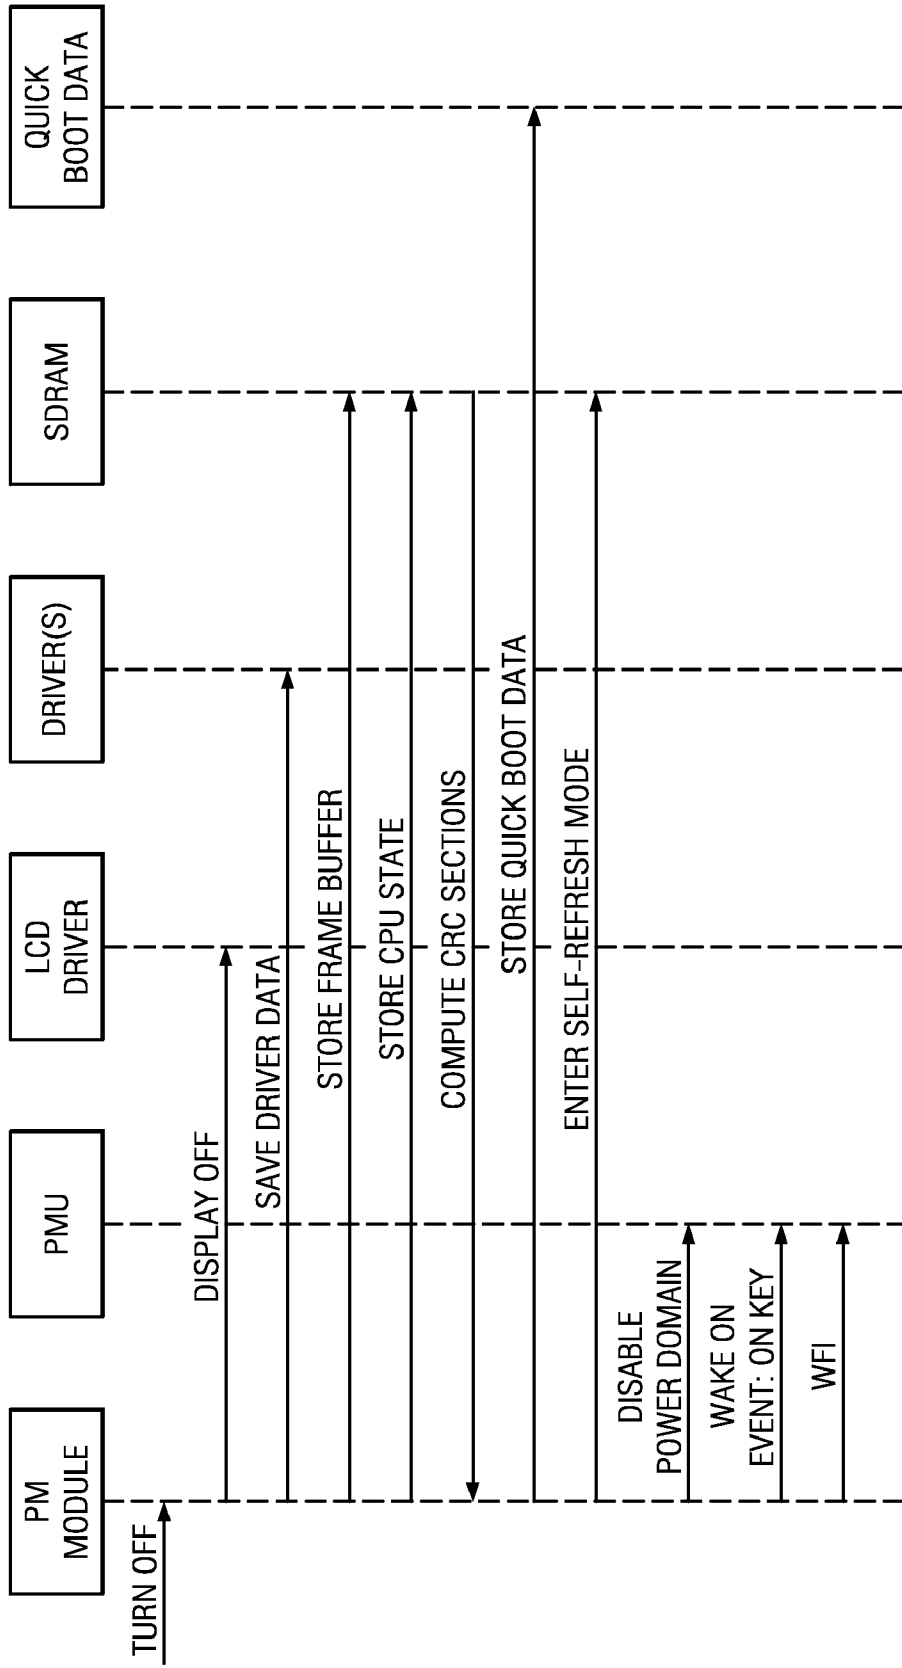 PM
MODULE
PMU
LCD
DRIVER
DRIVER(S)
SDRAM
QUICK
BOOT DATA
TURN OFF
DISPLAY OFF
SAVE DRIVER DATA
STORE FRAME BUFFER
STORE CPU STATE
COMPUTE CRC SECTIONS
STORE QUICK BOOT DATA
ENTER SELF-REFRESH MODE
DISABLE
POWER DOMAIN
WAKE ON
EVENT: ON KEY
WFI